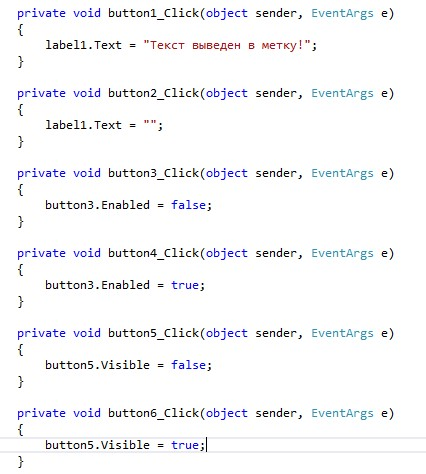 private void button1_Click(object sender, EventArgs e)
{
    label1.Text = "Текст выведен в метку!";
}
private void button2_Click(object sender, EventArgs e)
{
    label1.Text = "";
}
private void button3_Click(object sender, EventArgs e)
{
    button3.Enabled = false;
}
private void button4_Click(object sender, EventArgs e)
{
    button3.Enabled = true;
}
private void button5_Click(object sender, EventArgs e)
{
    button5.Visible = false;
}
private void button6_Click(object sender, EventArgs e)
{
    button5.Visible = true;
}